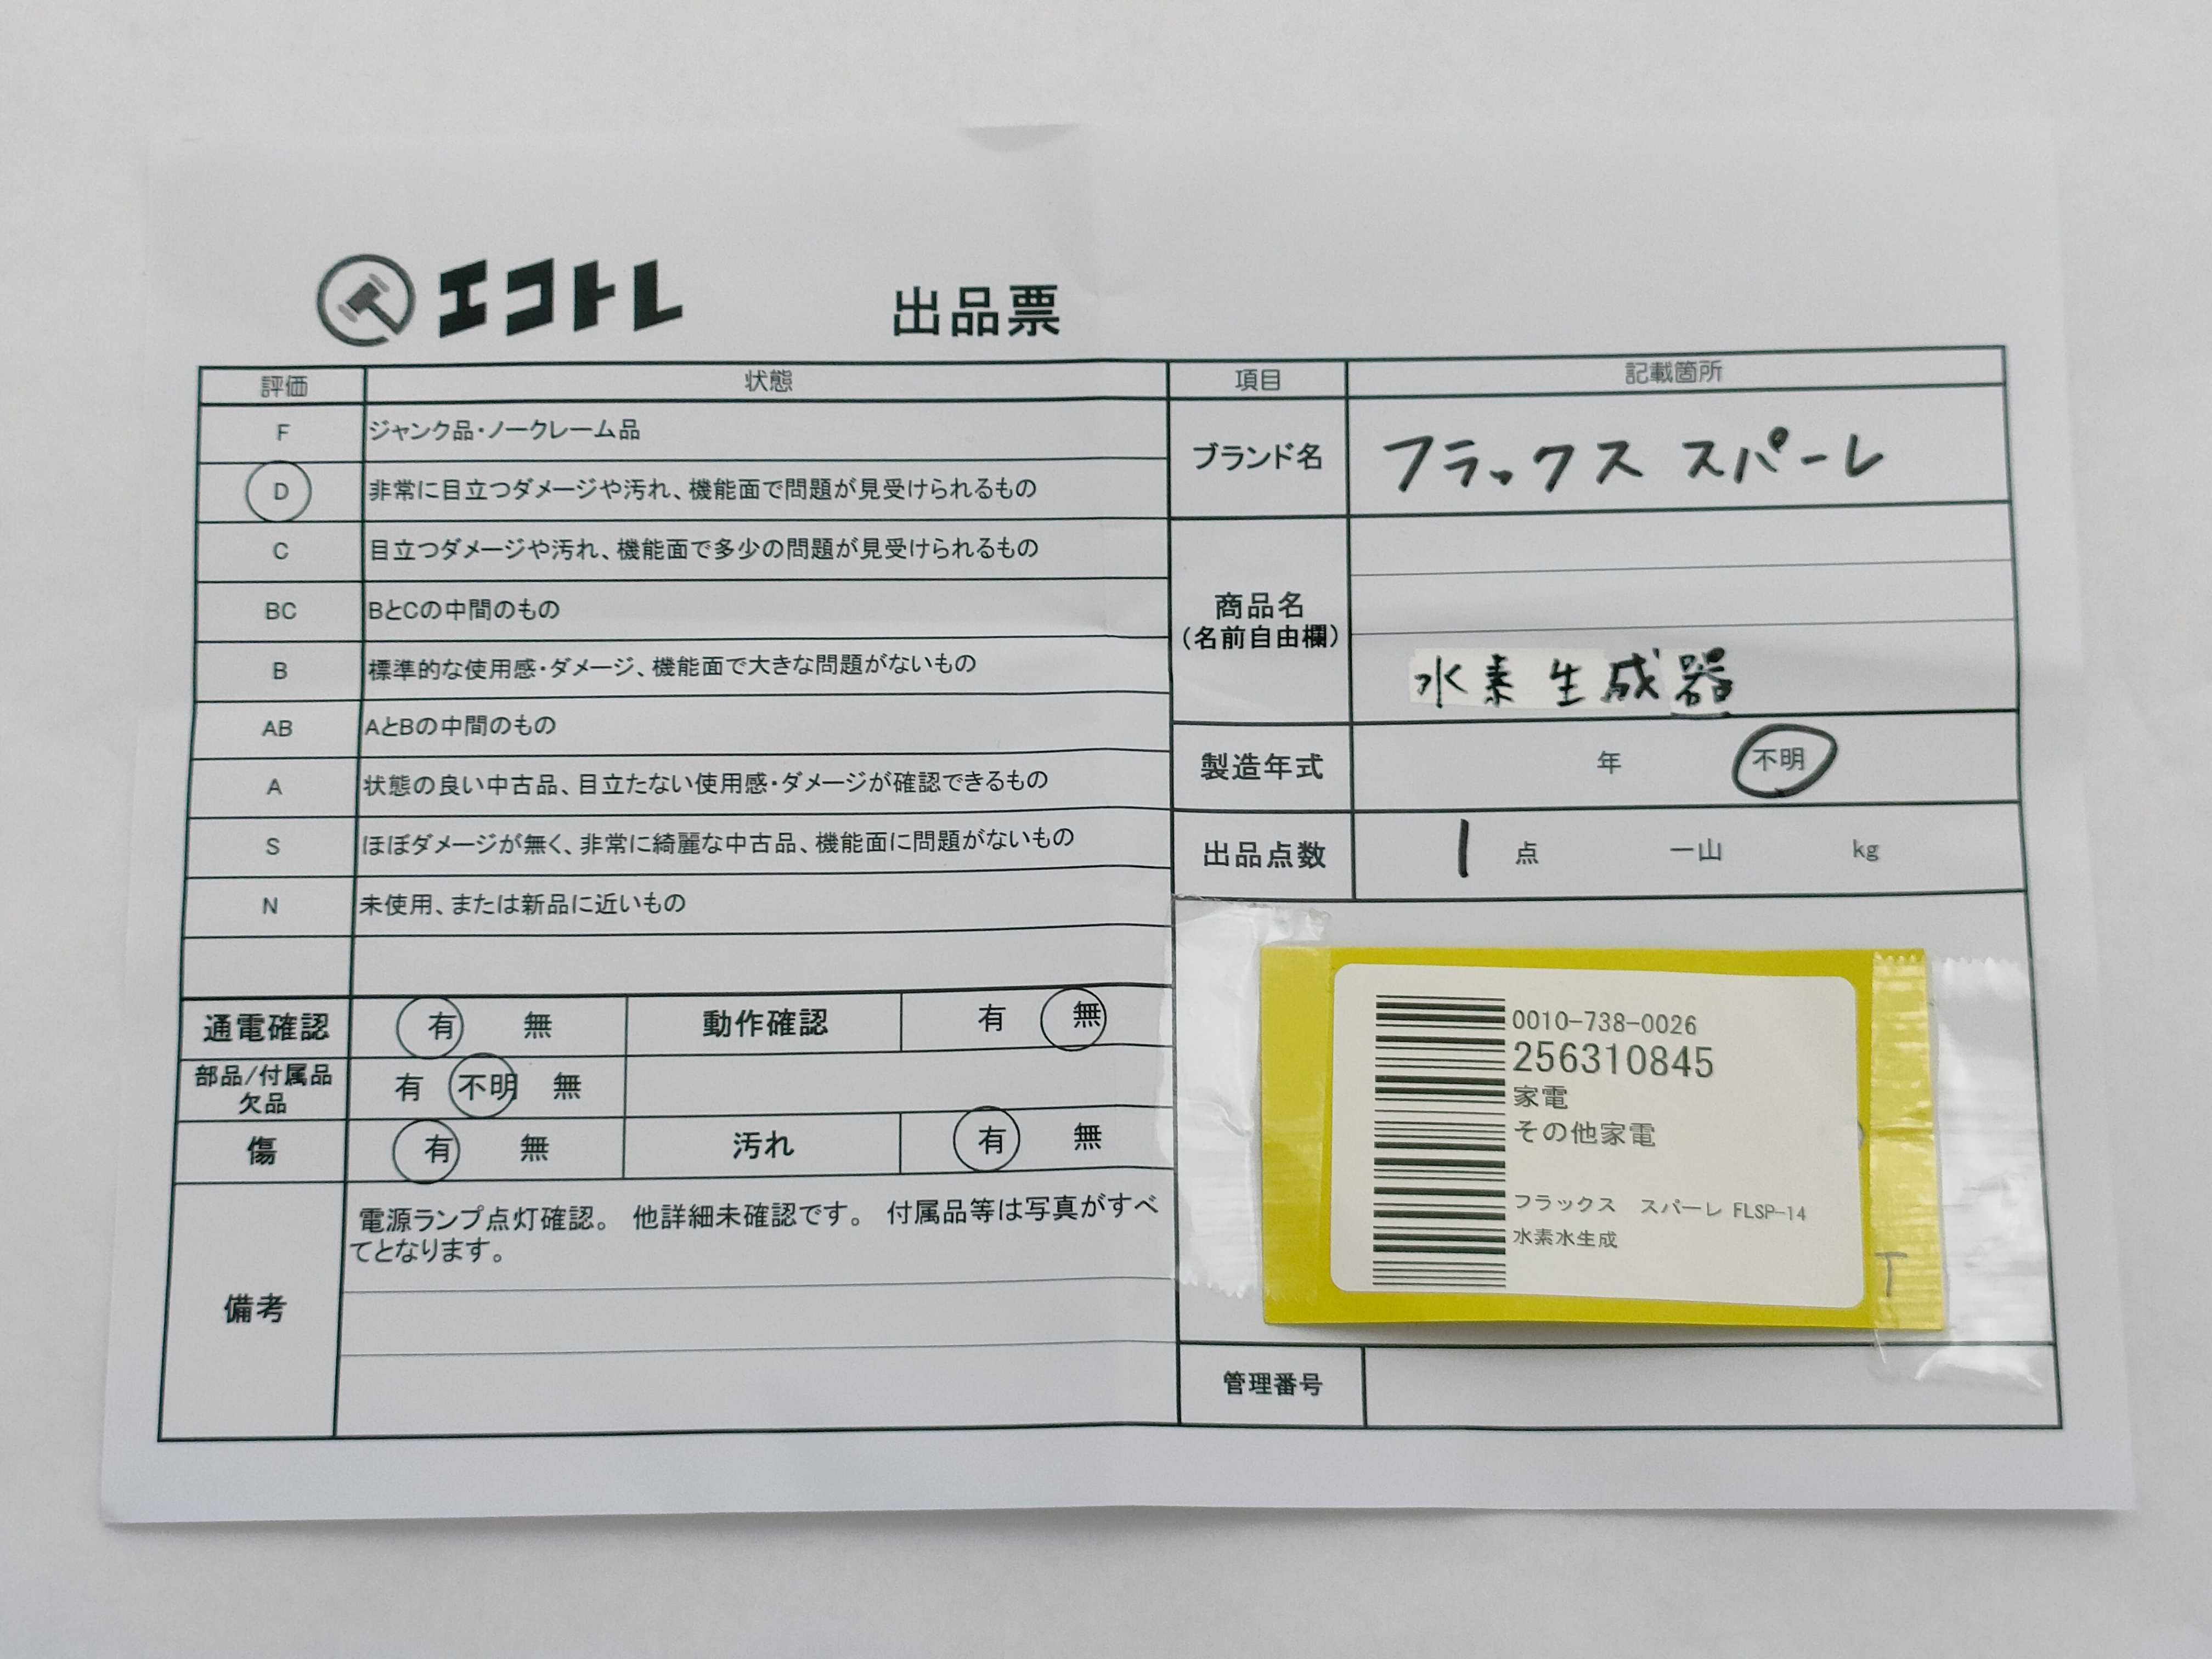 エコトレ 出品票
評価 状態
F ジャンク品・ノークレーム品
D 非常に目立つダメージや汚れ、機能面で問題が見受けられるもの
C 目立つダメージや汚れ、機能面で多少の問題が見受けられるもの
BC BとCの中間のもの
B 標準的な使用感・ダメージ、機能面で大きな問題がないもの
AB AとBの中間のもの
A 状態の良い中古品、目立たない使用感・ダメージが確認できるもの
S ほぼダメージが無く、非常に綺麗な中古品、機能面に問題がないもの
N 未使用、または新品に近いもの
通電確認 有 無 動作確認 有 無
部品/付属品
欠品
有 不明 無
傷 有 無 汚れ 有 無
備考
電源ランプ点灯確認。 他詳細未確認です。 付属品等は写真がすべ
てとなります。
項目 記載箇所
ブランド名 フラックス スパーレ
商品名
(名前自由欄)
水素生成器
製造年式 年 不明
出品点数 1 点 一山 kg
0010-738-0026
256310845
家電
その他家電
フラックス スパーレ FLSP-14
水素水生成
T
管理番号